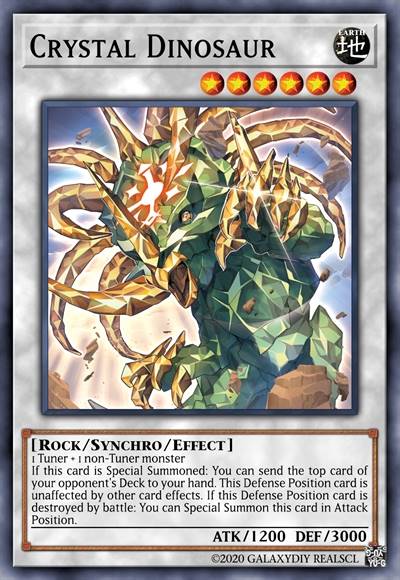 CRYSTAL DINOSAUR
EARTH
地
[ROCK/SYNCHRO/EFFECT]
1 Tuner + 1 non-Tuner monster
If this card is Special Summoned: You can send the top card of
your opponent's Deck to your hand. This Defense Position card is
unaffected by other card effects. If this Defense Position card is
destroyed by battle: You can Special Summon this card in Attack
Position.
ATK/1200 DEF/3000
©2020 GALAXYDIY REALSCL